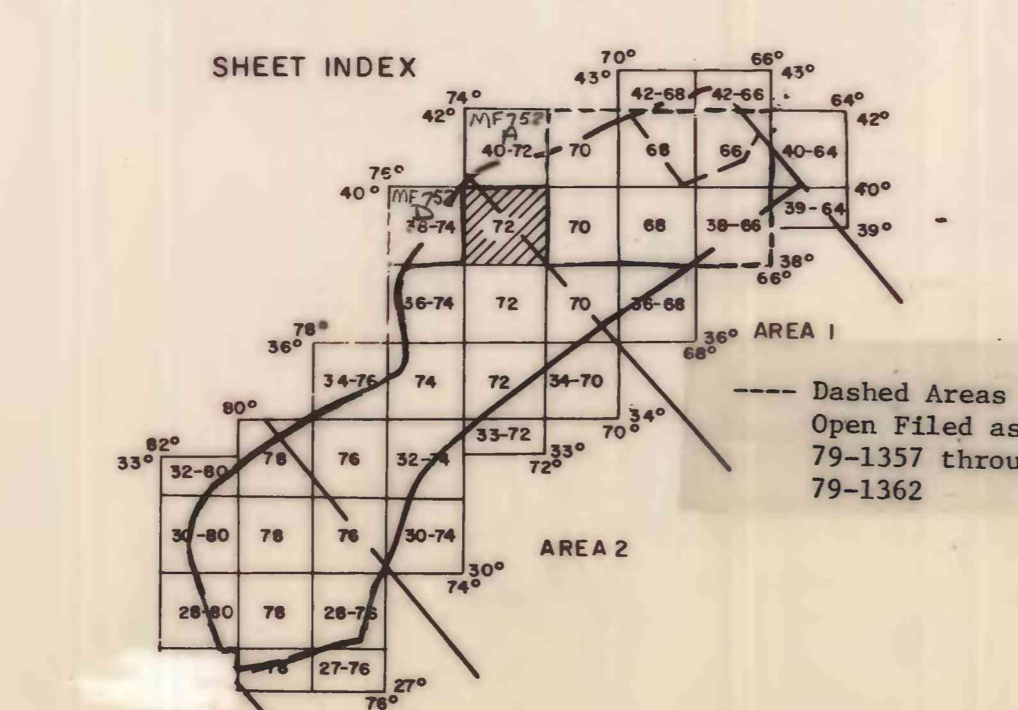 SHEET INDEX
70° 66°
43° 43°
74° 42-68 42-66 64°
42° MF752 42°
A
40-72 70 68 66 40-64
76°
40° MF752 40°
D 39-64
38-74 72 70 68 38-66 39°
38°
66°
36-74 72 70 36-68
78° 36° AREA 1
36° 68°
34-76 74 72 34-70
80° 34°
33-72 70°
82° 33°
33° 32-80 78 76 32-74 72°
30-80 78 76 30-74 AREA 2
30°
74°
28-80 78 28-76
78 27-76 27°
76°
---- Dashed Areas
Open Filed as
79-1357 throu
79-1362